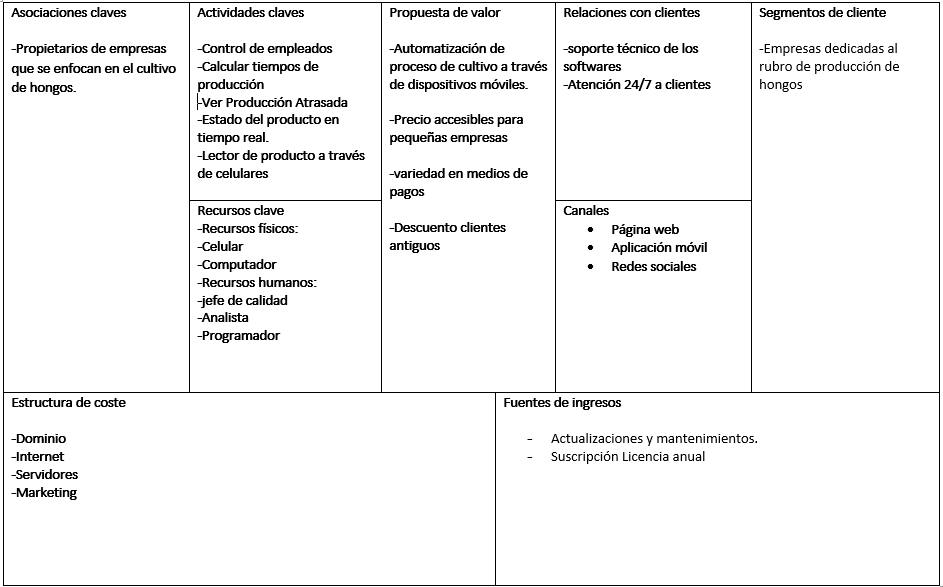 Asociaciones claves
-Propietarios de empresas
que se enfocan en el cultivo
de hongos.
Actividades claves
-Control de empleados
-Calcular tiempos de
producción
-Ver Producción Atrasada
-Estado del producto en
tiempo real.
-Lector de producto a través
de celulares
Recursos clave
-Recursos físicos:
-Celular
-Computador
-Recursos humanos:
-jefe de calidad
-Analista
-Programador
Propuesta de valor
-Automatización de
proceso de cultivo a través
de dispositivos móviles.
-Precio accesibles para
pequeñas empresas
-variedad en medios de
pagos
-Descuento clientes
antiguos
Relaciones con clientes
-soporte técnico de los
softwares
-Atención 24/7 a clientes
Canales
• Página web
• Aplicación móvil
• Redes sociales
Segmentos de cliente
-Empresas dedicadas al
rubro de producción de
hongos
Estructura de coste
-Dominio
-Internet
-Servidores
-Marketing
Fuentes de ingresos
- Actualizaciones y mantenimientos.
- Suscripción Licencia anual